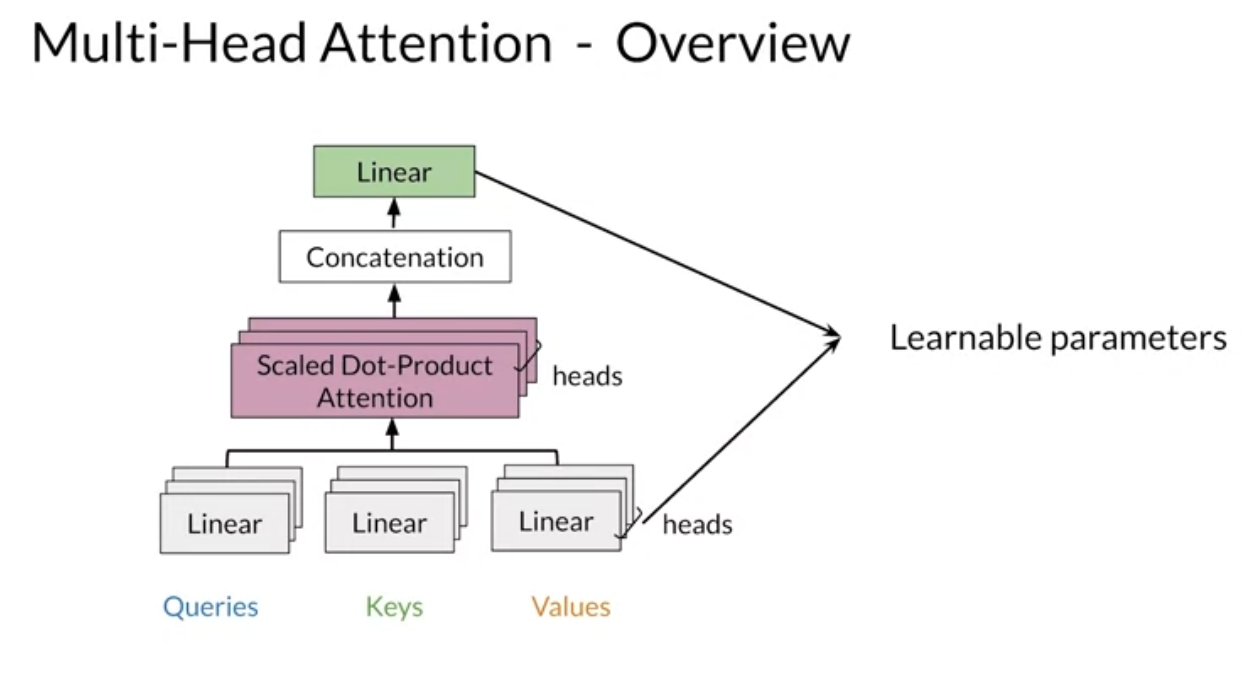 Multi-Head Attention - Overview
Linear
Concatenation
Scaled Dot-Product
Attention
heads
Learnable parameters
Linear
Linear
Linear
heads
Queries
Keys
Values